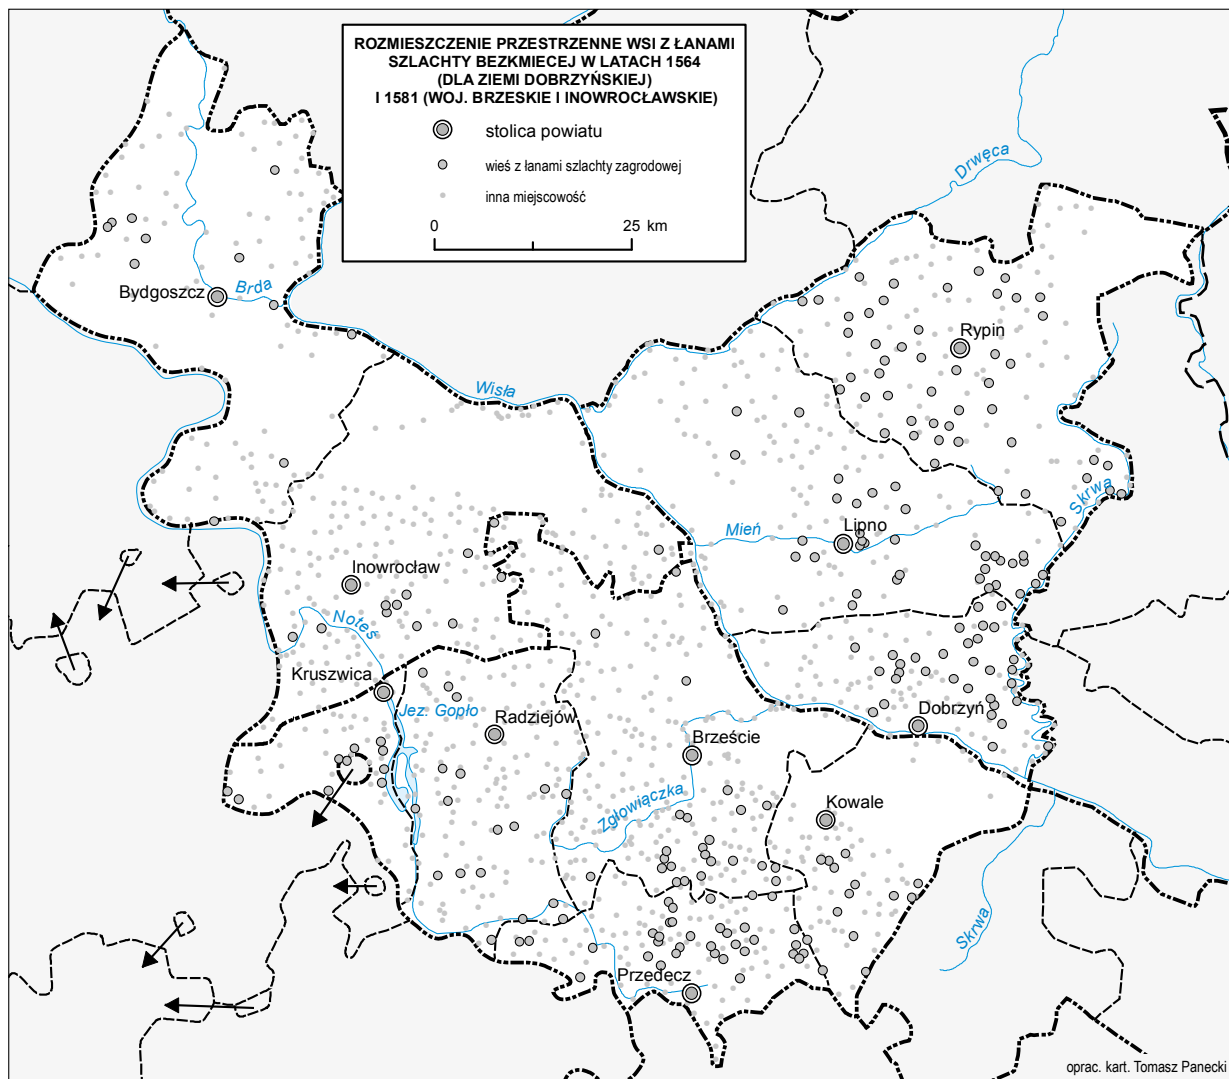 ROZMIESZCZENIE PRZESTRZENNE WSI Z ŁANAMI
SZLACHTY BEZKMIECEJ W LATACH 1564
(DLA ZIEMI DOBRZYŃSKIEJ)
I 1581 (WOJ. BRZESKIE I INOWROCŁAWSKIE)
stolica powiatu
wieś z łanami szlachty zagrodowej
inna miejscowość
0 25 km
Drwęca
Bydgoszcz
Brda
Rypin
Wisła
Skrwa
Mień
Lipno
Inowrocław
Noteś
Kruszwica
Jez. Gopło
Radziejów
Dobrzyń
Brzeście
Zgłowiączka
Kowale
Skrwa
Przedecz
oprac. kart. Tomasz Panecki